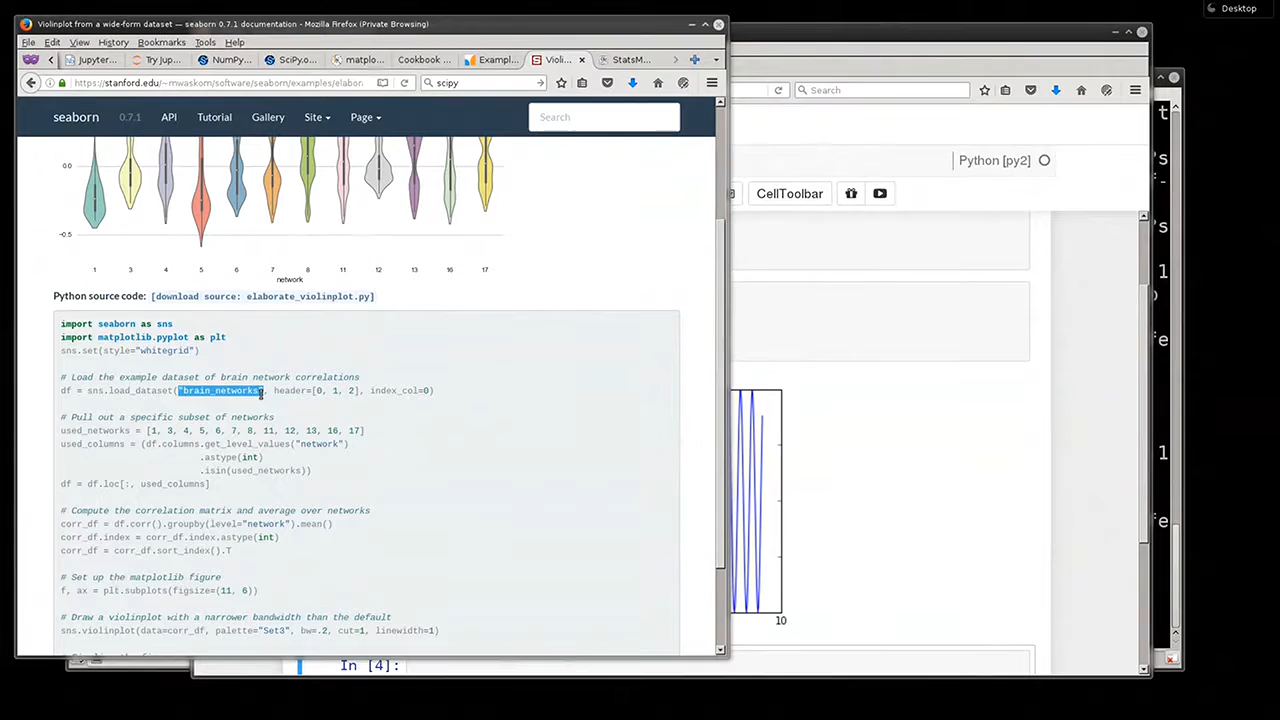 Desktop
Violinplot from a wide-form dataset — seaborn 0.7.1 documentation - Mozilla Firefox (Private Browsing)
File Edit View History Bookmarks Tools Help
Jupyter... Try Jup... NumPy... SciPy.o... matplo... Cookbook ... Exampl... Violi... StatsM...
https://stanford.edu/~mwaskom/software/seaborn/examples/elabor
scipy
Search
seaborn 0.7.1 API Tutorial Gallery Site Page
Search
Python [py2]
CellToolbar
0.0
-0.5
1 3 4 5 6 7 8 11 12 13 16 17
network
Python source code: [download source: elaborate_violinplot.py]
import seaborn as sns
import matplotlib.pyplot as plt
sns.set(style="whitegrid")
# Load the example dataset of brain network correlations
df = sns.load_dataset("brain_networks", header=[0, 1, 2], index_col=0)
# Pull out a specific subset of networks
used_networks = [1, 3, 4, 5, 6, 7, 8, 11, 12, 13, 16, 17]
used_columns = (df.columns.get_level_values("network")
.astype(int)
.isin(used_networks))
df = df.loc[:, used_columns]
# Compute the correlation matrix and average over networks
corr_df = df.corr().groupby(level="network").mean()
corr_df.index = corr_df.index.astype(int)
corr_df = corr_df.sort_index().T
# Set up the matplotlib figure
f, ax = plt.subplots(figsize=(11, 6))
# Draw a violinplot with a narrower bandwidth than the default
sns.violinplot(data=corr_df, palette="Set3", bw=.2, cut=1, linewidth=1)
10
In [4]: